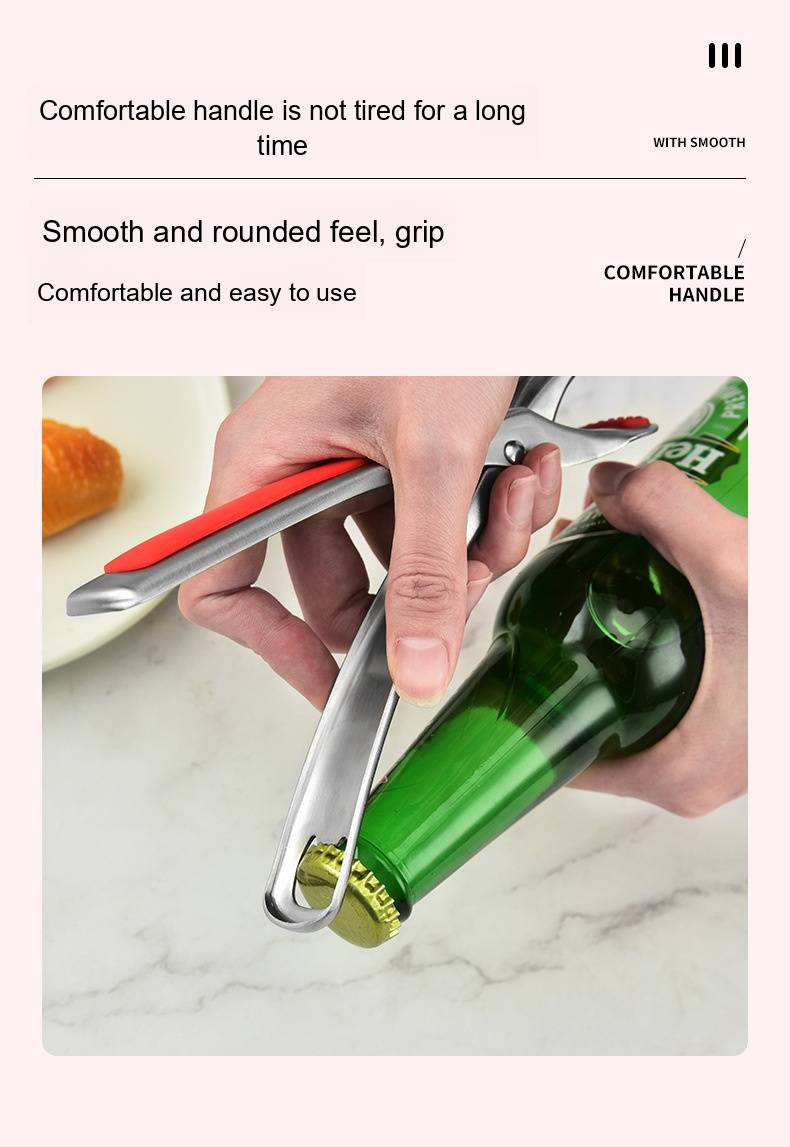 Comfortable handle is not tired for a long
time
WITH SMOOTH
Smooth and rounded feel, grip
/
COMFORTABLE
HANDLE
Comfortable and easy to use